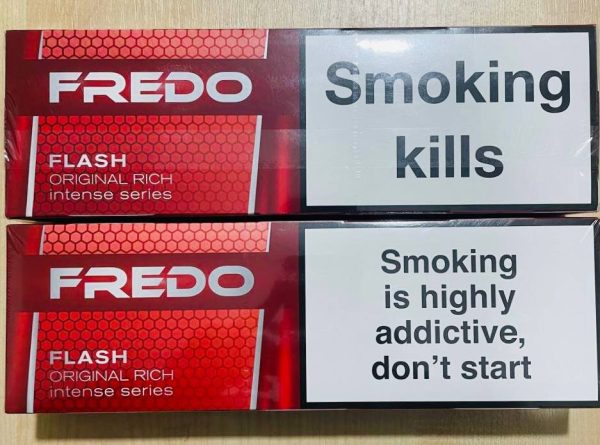 FREDO
FLASH
ORIGINAL RICH
intense series
Smoking
kills
FREDO
FLASH
ORIGINAL RICH
intense series
Smoking
is highly
addictive,
don't start